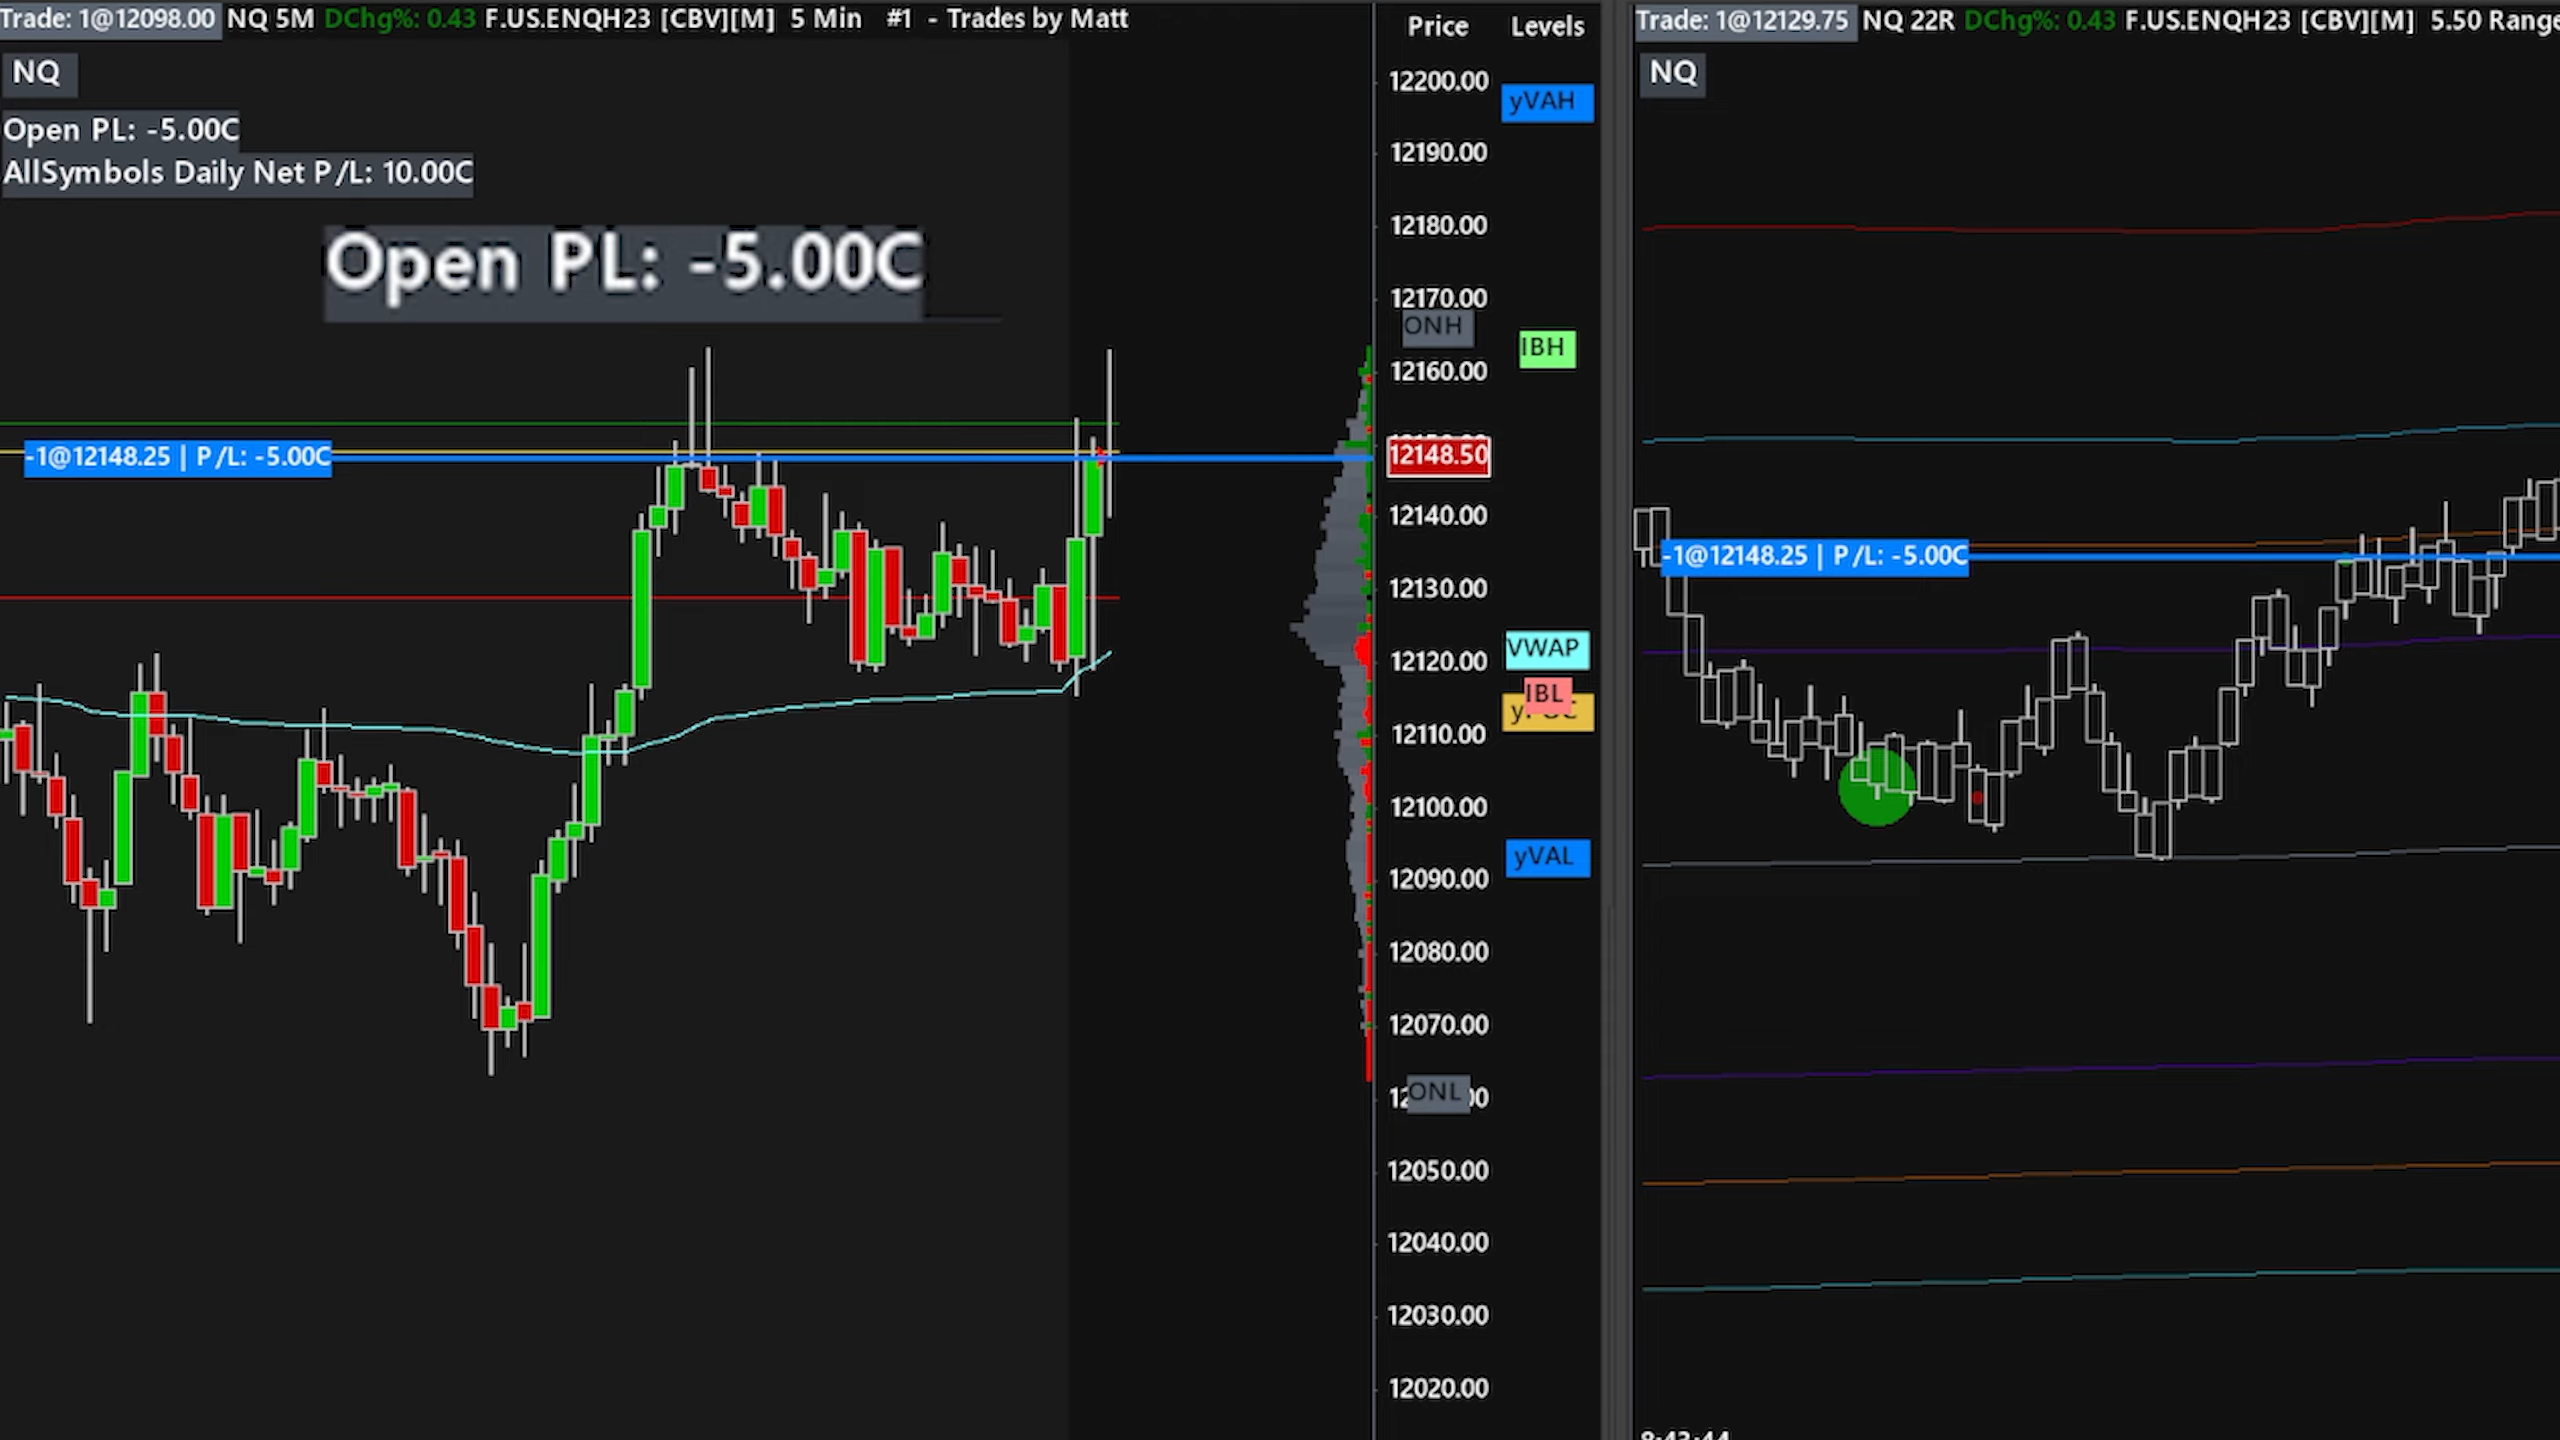 Trade: 1@12098.00 NQ 5M DChg%: 0.43 F.US.ENQH23 [CBV][M] 5 Min #1 - Trades by Matt
NQ
Open PL: -5.00C
AllSymbols Daily Net P/L: 10.00C
Open PL: -5.00C
-1@12148.25 | P/L: -5.00C
Price Levels
12200.00
yVAH
12190.00
12180.00
12170.00
ONH
IBH
12160.00
12148.50
12140.00
12130.00
VWAP
12120.00
IBL
12110.00
12100.00
yVAL
12090.00
12080.00
12070.00
ONL
12050.00
12040.00
12030.00
12020.00
Trade: 1@12129.75 NQ 22R DChg%: 0.43 F.US.ENQH23 [CBV][M] 5.50 Range
NQ
-1@12148.25 | P/L: -5.00C